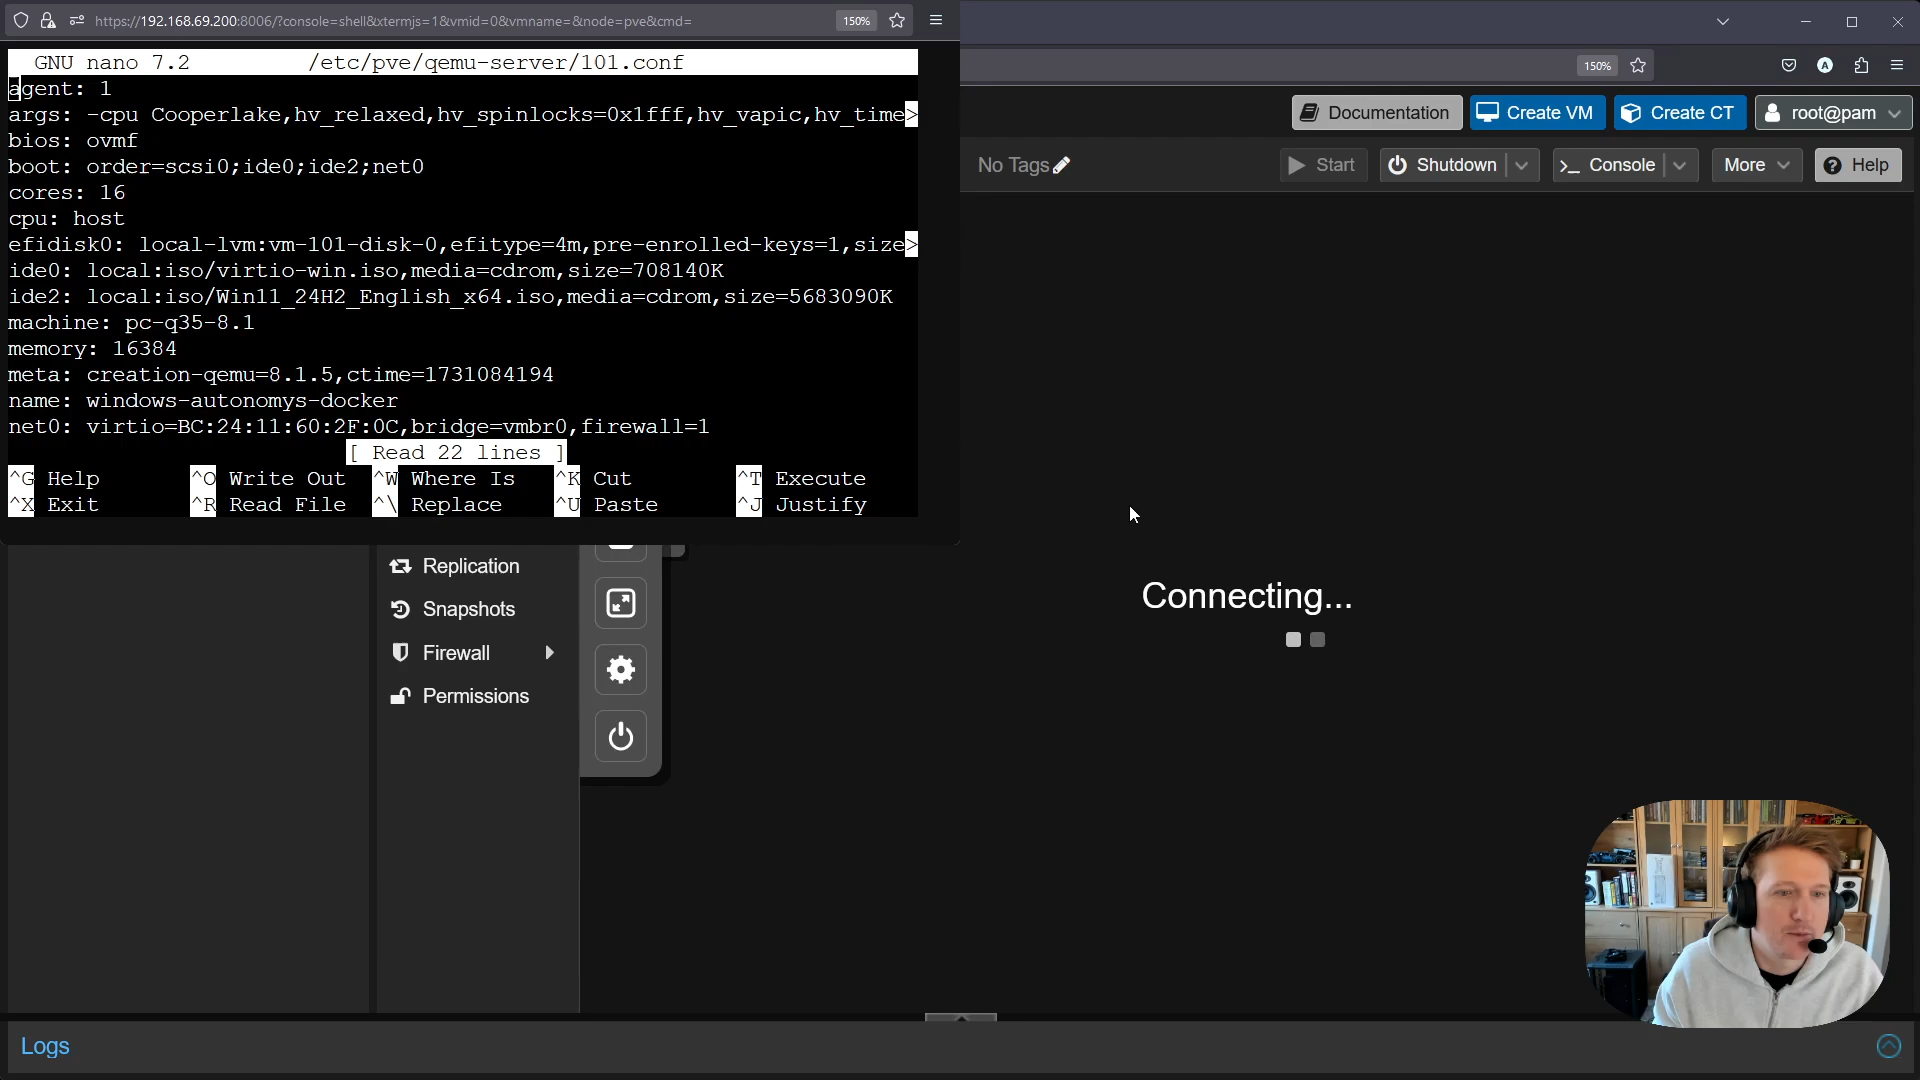 https://192.168.69.200:8006/?console=shell&xtermjs=1&vmid=0&vmname=&node=pve&cmd=
150%
GNU nano 7.2 /etc/pve/qemu-server/101.conf
agent: 1
args: -cpu Cooperlake,hv_relaxed,hv_spinlocks=0x1fff,hv_vapic,hv_time>
bios: ovmf
boot: order=scsi0;ide0;ide2;net0
cores: 16
cpu: host
efidisk0: local-lvm:vm-101-disk-0,efitype=4m,pre-enrolled-keys=1,size>
ide0: local:iso/virtio-win.iso,media=cdrom,size=708140K
ide2: local:iso/Win11_24H2_English_x64.iso,media=cdrom,size=5683090K
machine: pc-q35-8.1
memory: 16384
meta: creation-qemu=8.1.5,ctime=1731084194
name: windows-autonomys-docker
net0: virtio=BC:24:11:60:2F:0C,bridge=vmbr0,firewall=1
[ Read 22 lines ]
^G Help ^O Write Out ^W Where Is ^K Cut ^T Execute
^X Exit ^R Read File ^\ Replace ^U Paste ^J Justify
150%
A
Documentation
Create VM
Create CT
root@pam
No Tags
Start
Shutdown
>_ Console
More
? Help
Replication
Snapshots
Firewall
Permissions
Connecting...
Logs